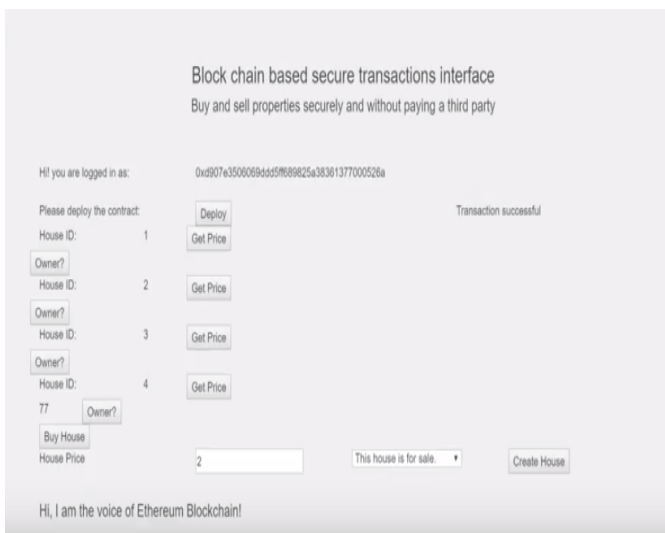 Block chain based secure transactions interface
Buy and sell properties securely and without paying a third party
Hi! you are logged in as: 0xd907e3506069ddd5ff689825a38361377000526a
Please deploy the contract: Deploy Transaction successful
House ID: 1 Get Price
Owner?
House ID: 2 Get Price
Owner?
House ID: 3 Get Price
Owner?
House ID: 4 Get Price
77 Owner?
Buy House
House Price 2 This house is for sale. Create House
Hi, I am the voice of Ethereum Blockchain!